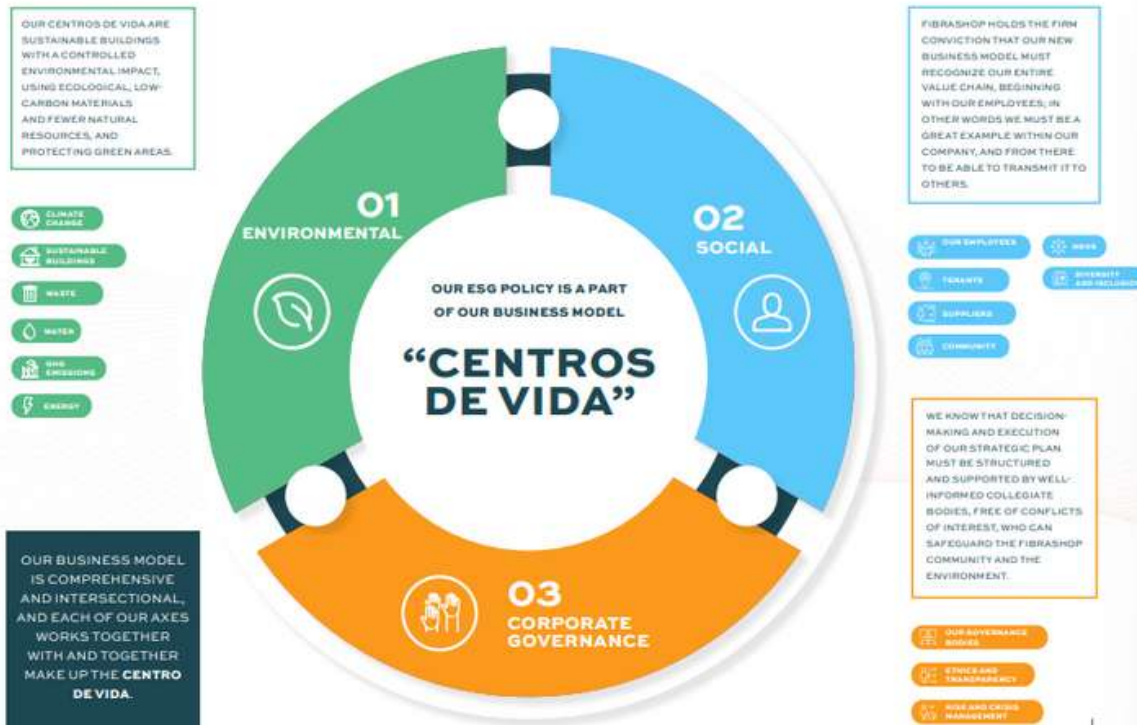 OUR CENTROS DE VIDA ARE
SUSTAINABLE BUILDINGS
WITH A CONTROLLED
ENVIRONMENTAL IMPACT,
USING ECOLOGICAL, LOW-
CARBON MATERIALS
AND FEWER NATURAL
RESOURCES, AND
PROTECTING GREEN AREAS.
CLIMATE
CHANGE
SUSTAINABLE
BUILDINGS
WASTE
WATER
GHG
EMISSIONS
ENERGY
OUR BUSINESS MODEL
IS COMPREHENSIVE
AND INTERSECTIONAL,
AND EACH OF OUR AXES
WORKS TOGETHER
WITH AND TOGETHER
MAKE UP THE CENTRO
DE VIDA.
01
ENVIRONMENTAL
OUR ESG POLICY IS A PART
OF OUR BUSINESS MODEL
“CENTROS
DE VIDA”
02
SOCIAL
03
CORPORATE
GOVERNANCE
FIBRASHOP HOLDS THE FIRM
CONVICTION THAT OUR NEW
BUSINESS MODEL MUST
RECOGNIZE OUR ENTIRE
VALUE CHAIN, BEGINNING
WITH OUR EMPLOYEES; IN
OTHER WORDS WE MUST BE A
GREAT EXAMPLE WITHIN OUR
COMPANY, AND FROM THERE
TO BE ABLE TO TRANSMIT IT TO
OTHERS.
OUR EMPLOYEES
TENANTS
SUPPLIERS
COMMUNITY
DIVERSITY
AND INCLUSION
WE KNOW THAT DECISION-
MAKING AND EXECUTION
OF OUR STRATEGIC PLAN
MUST BE STRUCTURED
AND SUPPORTED BY WELL-
INFORMED COLLEGIATE
BODIES, FREE OF CONFLICTS
OF INTEREST, WHO CAN
SAFEGUARD THE FIBRASHOP
COMMUNITY AND THE
ENVIRONMENT.
OUR GOVERNANCE
BODIES
ETHICS AND
TRANSPARENCY
RISK AND CRISIS
MANAGEMENT